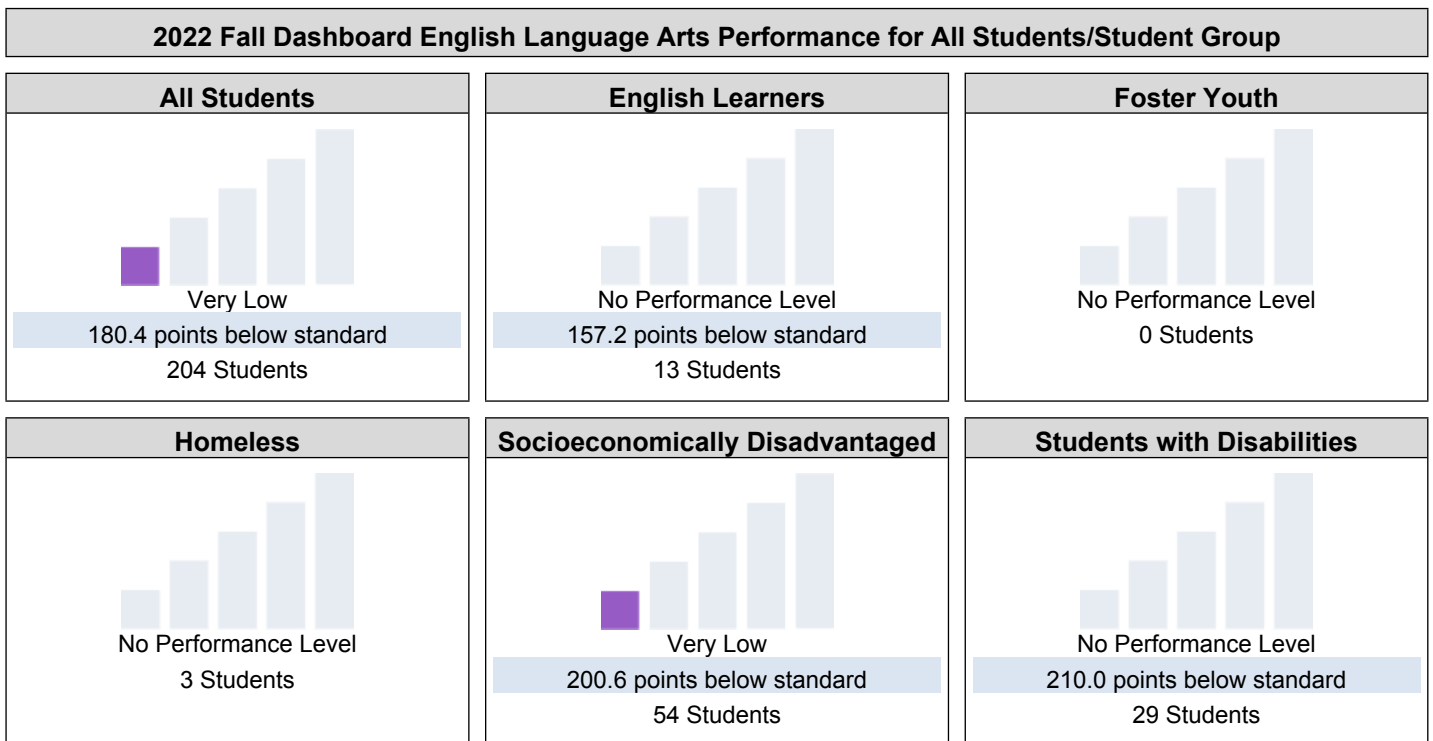 2022 Fall Dashboard English Language Arts Performance for All Students/Student Group
All Students
Very Low
180.4 points below standard
204 Students
English Learners
No Performance Level
157.2 points below standard
13 Students
Foster Youth
No Performance Level
0 Students
Homeless
No Performance Level
3 Students
Socioeconomically Disadvantaged
Very Low
200.6 points below standard
54 Students
Students with Disabilities
No Performance Level
210.0 points below standard
29 Students